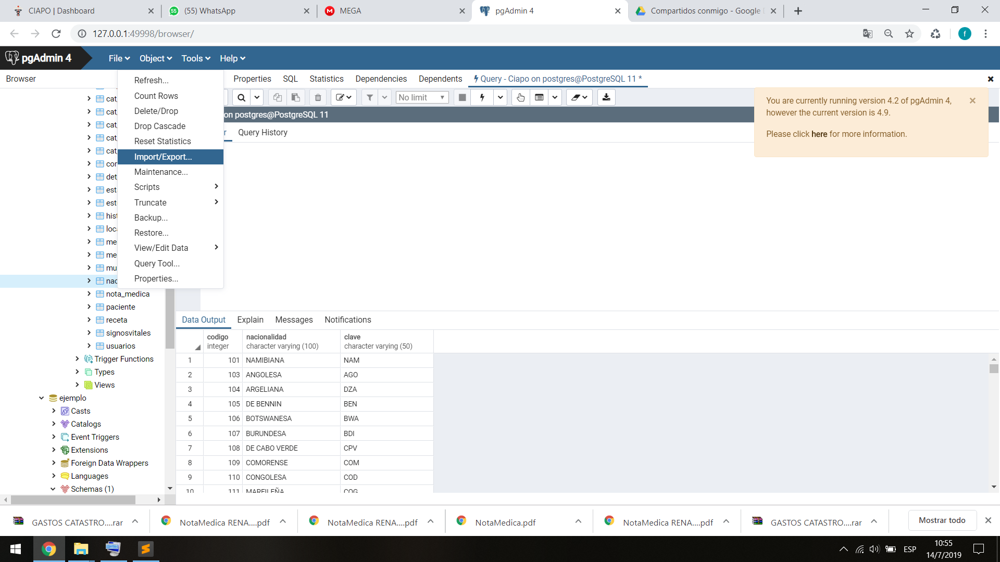 CIAPO | Dashboard
(55) WhatsApp
MEGA
pgAdmin 4
Compartidos conmigo - Google
127.0.0.1:49998/browser/
f
pgAdmin 4
File
Object
Tools
Help
Browser
Properties
SQL
Statistics
Dependencies
Dependents
Query - Ciapo on postgres@PostgreSQL 11 *
Refresh...
Count Rows
Delete/Drop
Drop Cascade
Reset Statistics
Import/Export...
Maintenance...
Scripts
Truncate
Backup...
Restore...
View/Edit Data
Query Tool...
Properties...
No limit
on postgres@PostgreSQL 11
Query History
You are currently running version 4.2 of pgAdmin 4,
however the current version is 4.9.
Please click here for more information.
cat_
cat_
cat_
cat_
cat_
cor
det
est
est
hist
loca
me
me
mu
nac
nota_medica
paciente
receta
signosvitales
usuarios
Trigger Functions
Types
Views
ejemplo
Casts
Catalogs
Event Triggers
Extensions
Foreign Data Wrappers
Languages
Schemas (1)
Data Output
Explain
Messages
Notifications
codigo
integer
nacionalidad
character varying (100)
clave
character varying (50)
1 101 NAMIBIANA NAM
2 103 ANGOLESA AGO
3 104 ARGELIANA DZA
4 105 DE BENNIN BEN
5 106 BOTSWANESA BWA
6 107 BURUNDESA BDI
7 108 DE CABO VERDE CPV
8 109 COMORENSE COM
9 110 CONGOLESA COD
10 111 MARFILEÑA COG
GASTOS CATASTRO....rar
NotaMedica RENA....pdf
NotaMedica RENA....pdf
NotaMedica.pdf
NotaMedica RENA....pdf
GASTOS CATASTRO....rar
Mostrar todo
ESP
10:55
14/7/2019